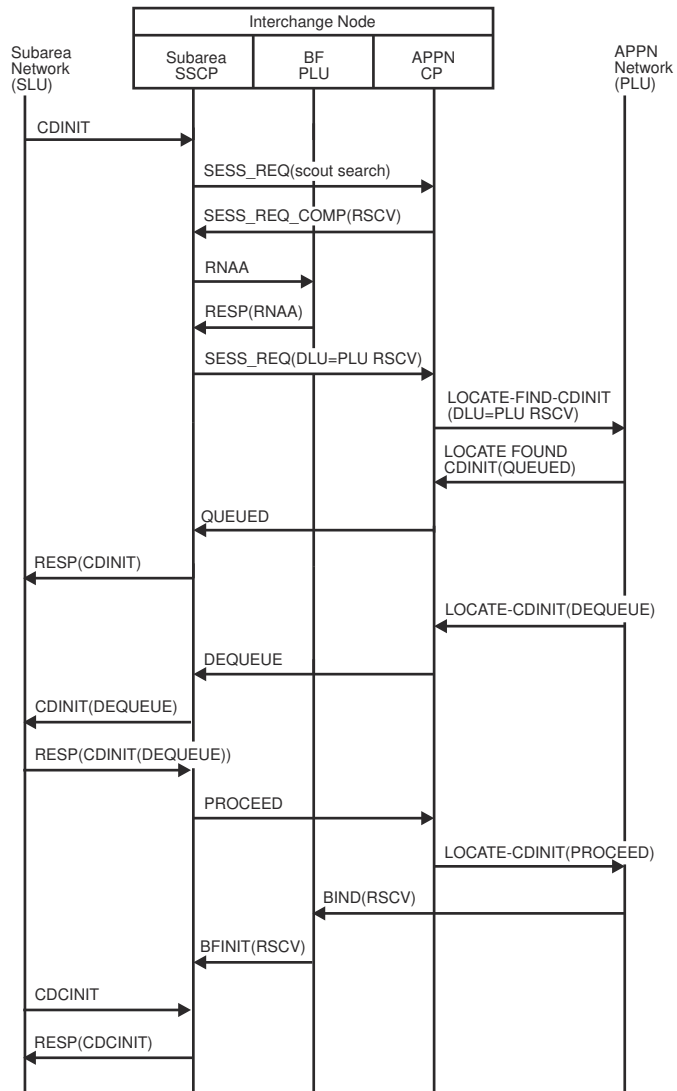 Interchange Node
Subarea
Network
(SLU)
Subarea
SSCP
BF
PLU
APPN
CP
APPN
Network
(PLU)
CDINIT
SESS_REQ(scout search)
SESS_REQ_COMP(RSCV)
RNAA
RESP(RNAA)
SESS_REQ(DLU=PLU RSCV)
LOCATE-FIND-CDINIT
(DLU=PLU RSCV)
LOCATE FOUND
CDINIT(QUEUED)
QUEUED
RESP(CDINIT)
LOCATE-CDINIT(DEQUEUE)
DEQUEUE
CDINIT(DEQUEUE)
RESP(CDINIT(DEQUEUE))
PROCEED
LOCATE-CDINIT(PROCEED)
BIND(RSCV)
BFINIT(RSCV)
CDCINIT
RESP(CDCINIT)